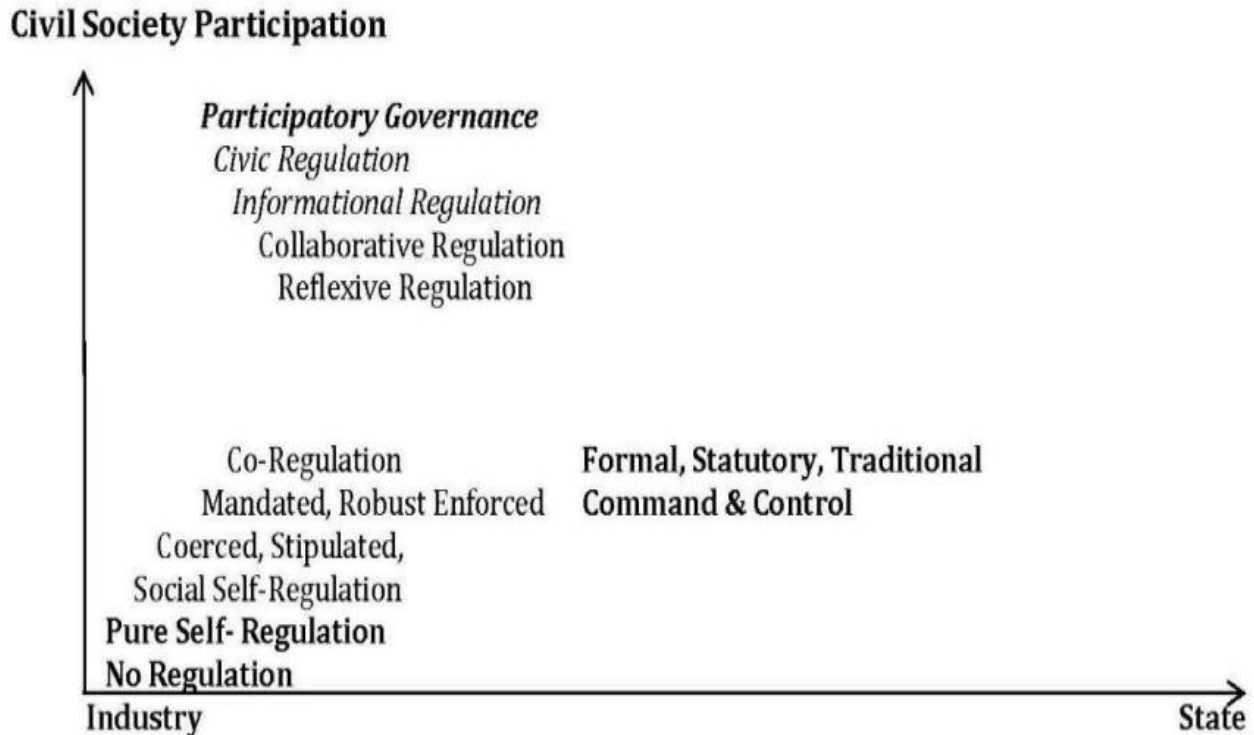 Civil Society Participation
Participatory Governance
Civic Regulation
Informational Regulation
Collaborative Regulation
Reflexive Regulation
Co-Regulation
Mandated, Robust Enforced
Coerced, Stipulated,
Social Self-Regulation
Pure Self- Regulation
No Regulation
Formal, Statutory, Traditional
Command & Control
Industry
State